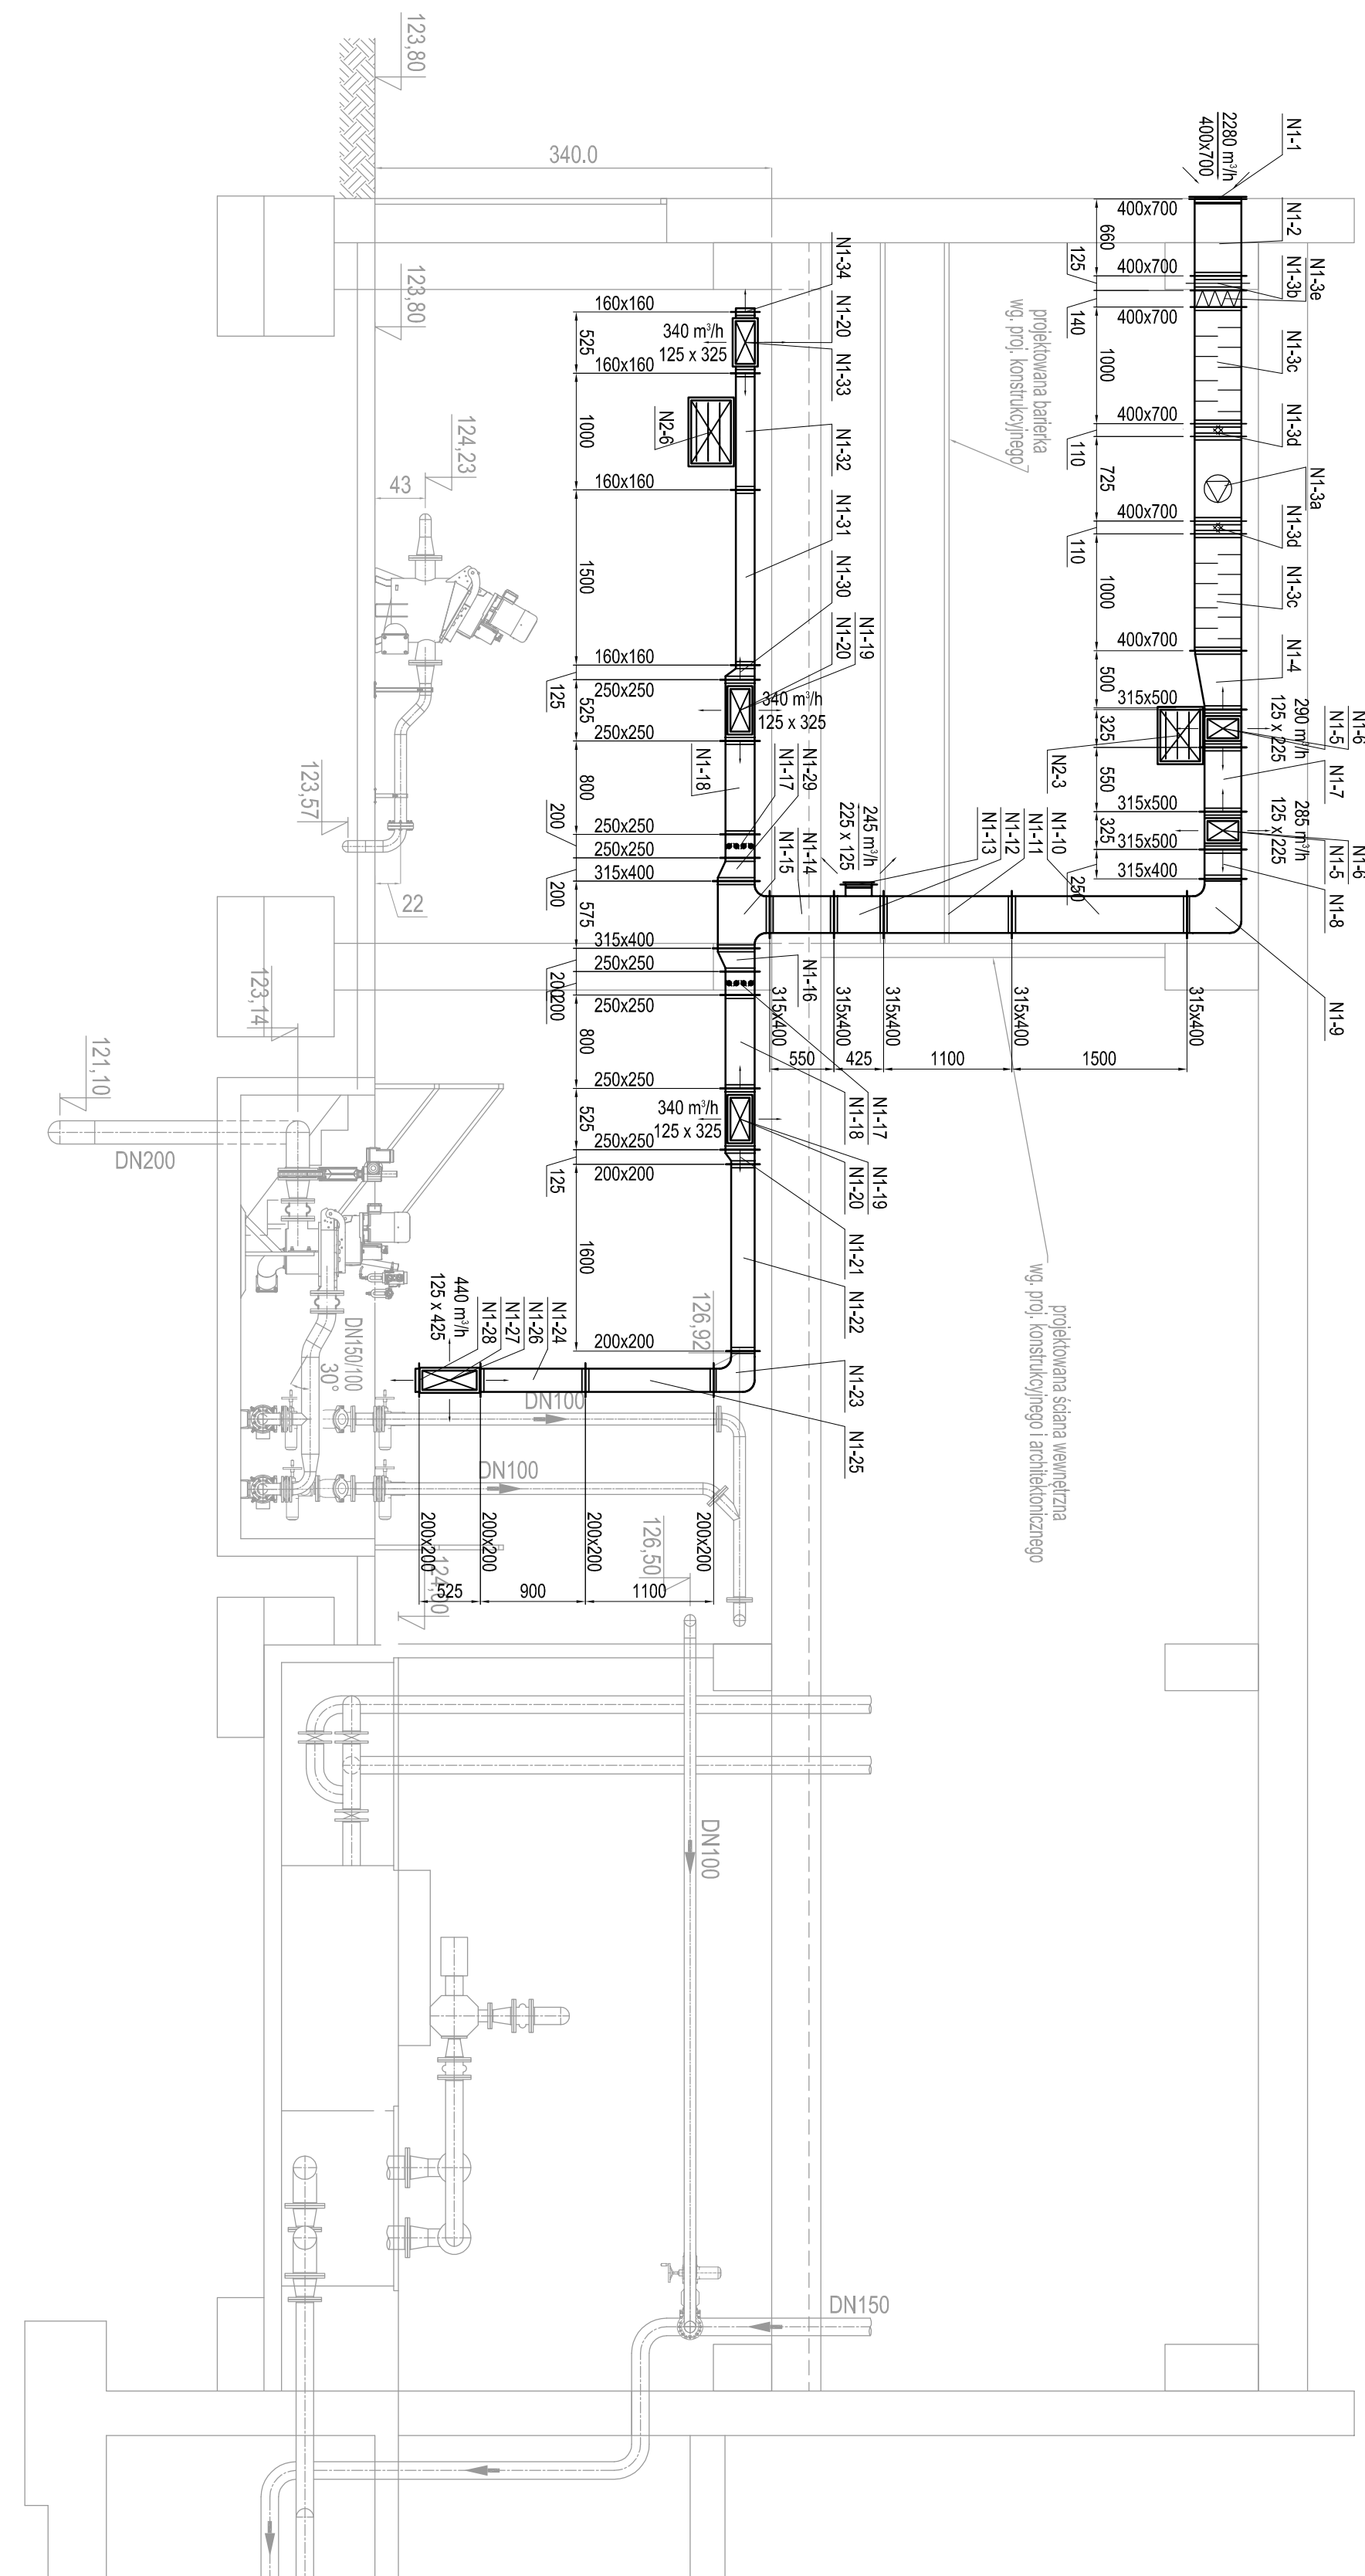 123,80
340.0
123,80
N1-1
2280 m³/h
400x700
N1-2
N1-3b
N1-3e
N1-3c
N1-3d
N1-3a
N1-3d
N1-3c
N1-4
N1-6
N1-5
290 m³/h
125 x 225
N1-7
285 m³/h
125 x 225
N1-6
N1-5
N1-8
N1-9
400x700
660
400x700
125
140
400x700
1000
400x700
110
725
400x700
110
1000
400x700
500
315x500
325
550
315x500
325
315x500
250
315x400
N2-3
projektowana barierka
wg. proj. konstrukcyjnego
N1-34
N1-20
N1-33
N1-32
N1-31
N1-30
N1-19
N1-20
N1-29
N1-17
N1-18
N1-15
N1-14
245 m³/h
225 x 125
N1-13
N1-12
N1-11
N1-10
160x160
525
340 m³/h
125 x 325
160x160
1000
N2-6
160x160
1500
160x160
125
250x250
525
340 m³/h
125 x 325
250x250
800
250x250
200
250x250
200
315x400
575
315x400
200
250x250
200
250x250
800
250x250
525
340 m³/h
125 x 325
250x250
125
200x200
1600
200x200
N1-16
315x400
315x400
315x400
315x400
315x400
550
425
1100
1500
N1-17
N1-18
N1-19
N1-20
N1-21
N1-22
N1-23
N1-25
N1-24
N1-26
N1-27
N1-28
440 m³/h
125 x 425
projektowana ściana wewnętrzna
wg. proj. konstrukcyjnego i architektonicznego
124,23
43
123,57
22
123,14
121,10
DN200
DN150/100
30°
126,92
DN100
DN100
200x200
200x200
200x200
200x200
525
900
1100
126,50
124,00
DN100
DN150